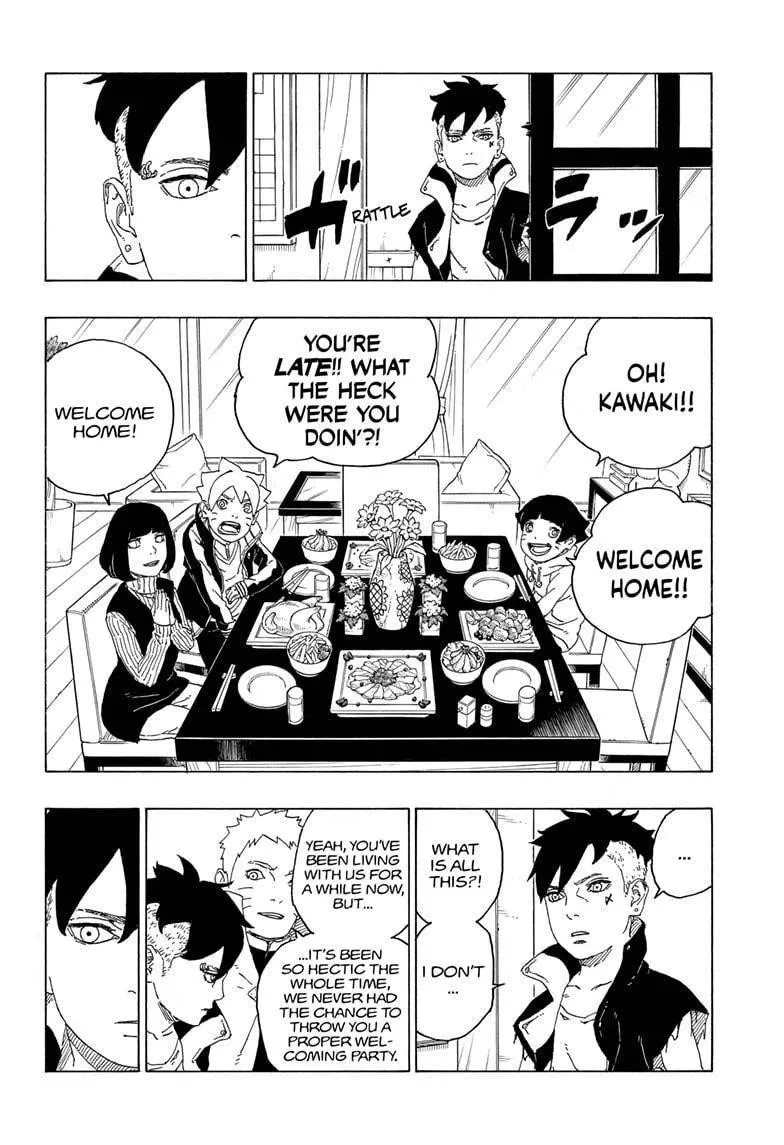 ガ
RATTLE
ラッ
OH!
KAWAKI!!
WELCOME
HOME!!
YOU'RE
LATE!! WHAT
THE HECK
WERE YOU
DOIN'?!
WELCOME
HOME!
...
WHAT
IS ALL
THIS?!
I DON'T
...
YEAH, YOU'VE
BEEN LIVING
WITH US FOR
A WHILE NOW,
BUT...
...IT'S BEEN
SO HECTIC THE
WHOLE TIME,
WE NEVER HAD
THE CHANCE TO
THROW YOU A
PROPER WEL-
COMING PARTY.